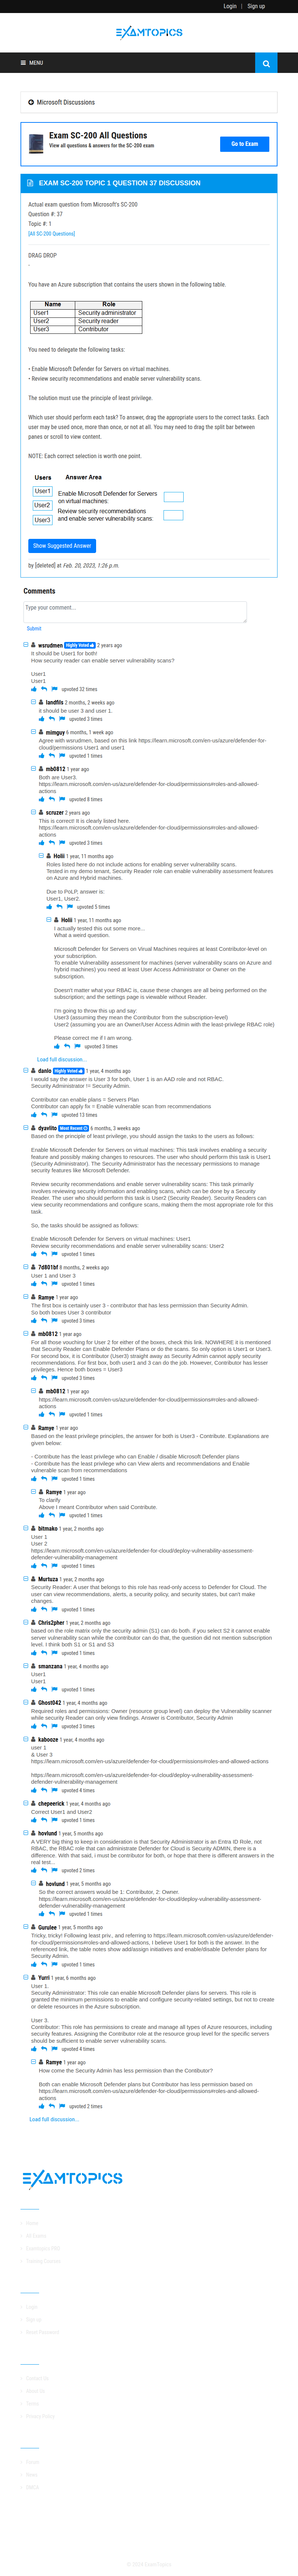 Login | Sign up
EXAMTOPICS
MENU
Microsoft Discussions
Exam SC-200 All Questions
View all questions & answers for the SC-200 exam
Go to Exam
EXAM SC-200 TOPIC 1 QUESTION 37 DISCUSSION
Actual exam question from Microsoft's SC-200
Question #: 37
Topic #: 1
[All SC-200 Questions]
DRAG DROP
-
You have an Azure subscription that contains the users shown in the following table.
Name Role
User1 Security administrator
User2 Security reader
User3 Contributor
You need to delegate the following tasks:
• Enable Microsoft Defender for Servers on virtual machines.
• Review security recommendations and enable server vulnerability scans.
The solution must use the principle of least privilege.
Which user should perform each task? To answer, drag the appropriate users to the correct tasks. Each
user may be used once, more than once, or not at all. You may need to drag the split bar between
panes or scroll to view content.
NOTE: Each correct selection is worth one point.
Users Answer Area
User1
User2
User3
Enable Microsoft Defender for Servers
on virtual machines:
Review security recommendations
and enable server vulnerability scans:
Show Suggested Answer
by [deleted] at Feb. 20, 2023, 1:26 p.m.
Comments
Type your comment...
Submit
wsrudmen Highly Voted 2 years ago
It should be User1 for both!
How security reader can enable server vulnerability scans?
User1
User1
upvoted 32 times
landfils 2 months, 2 weeks ago
it should be user 3 and user 1.
upvoted 3 times
mimguy 6 months, 1 week ago
Agree with wsrudmen, based on this link https://learn.microsoft.com/en-us/azure/defender-for-
cloud/permissions User1 and user1
upvoted 1 times
mb0812 1 year ago
Both are User3.
https://learn.microsoft.com/en-us/azure/defender-for-cloud/permissions#roles-and-allowed-
actions
upvoted 8 times
scruzer 2 years ago
This is correct! It is clearly listed here.
https://learn.microsoft.com/en-us/azure/defender-for-cloud/permissions#roles-and-allowed-
actions
upvoted 3 times
Holii 1 year, 11 months ago
Roles listed here do not include actions for enabling server vulnerability scans.
Tested in my demo tenant, Security Reader role can enable vulnerability assessment features
on Azure and Hybrid machines.
Due to PoLP, answer is:
User1, User2.
upvoted 5 times
Holii 1 year, 11 months ago
I actually tested this out some more...
What a weird question.
Microsoft Defender for Servers on Virual Machines requires at least Contributor-level on
your subscription.
To enable Vulnerability assessment for machines (server vulnerability scans on Azure and
hybrid machines) you need at least User Access Administrator or Owner on the
subscription.
Doesn't matter what your RBAC is, cause these changes are all being performed on the
subscription; and the settings page is viewable without Reader.
I'm going to throw this up and say:
User3 (assuming they mean the Contributor from the subscription-level)
User2 (assuming you are an Owner/User Access Admin with the least-privilege RBAC role)
Please correct me if I am wrong.
upvoted 3 times
Load full discussion...
danlo Highly Voted 1 year, 4 months ago
I would say the answer is User 3 for both, User 1 is an AAD role and not RBAC.
Security Administrator != Security Admin.
Contributor can enable plans = Servers Plan
Contributor can apply fix = Enable vulnerable scan from recommendations
upvoted 13 times
dyavlito Most Recent 6 months, 3 weeks ago
Based on the principle of least privilege, you should assign the tasks to the users as follows:
Enable Microsoft Defender for Servers on virtual machines: This task involves enabling a security
feature and possibly making changes to resources. The user who should perform this task is User1
(Security Administrator). The Security Administrator has the necessary permissions to manage
security features like Microsoft Defender.
Review security recommendations and enable server vulnerability scans: This task primarily
involves reviewing security information and enabling scans, which can be done by a Security
Reader. The user who should perform this task is User2 (Security Reader). Security Readers can
view security recommendations and configure scans, making them the most appropriate role for
this task.
So, the tasks should be assigned as follows:
Enable Microsoft Defender for Servers on virtual machines: User1
Review security recommendations and enable server vulnerability scans: User2
upvoted 1 times
7d801bf 8 months, 2 weeks ago
User 1 and User 3
upvoted 1 times
Ramye 1 year ago
The first box is certainly user 3 - contributor that has less permission than Security Admin.
So both boxes User 3 contributor
upvoted 3 times
mb0812 1 year ago
For all those vouching for User 2 for either of the boxes, check this link. NOWHERE it is mentioned
that Security Reader can Enable Defender Plans or do the scans. So only option is User1 or User3.
For second box, it is Contributor (User3) straight away as Security Admin cannot apply security
recommendations. For first box, both user1 and 3 can do the job. However, Contributor has lesser
privileges. Hence both boxes = User3
upvoted 3 times
mb0812 1 year ago
https://learn.microsoft.com/en-us/azure/defender-for-cloud/permissions#roles-and-allowed-
actions
upvoted 1 times
Ramye 1 year ago
Based on the least privilege principles, the answer for both is User3 - Contribute. Explanations are
given below:
- Contribute has the least privilege who can Enable / disable Microsoft Defender plans
- Contribute has the least privilege who can View alerts and recommendations and Enable
vulnerable scan from recommendations
upvoted 1 times
Ramye 1 year ago
To clarify
Above I meant Contributor when said Contribute.
upvoted 1 times
bitmako 1 year, 2 months ago
User 1
User 2
https://learn.microsoft.com/en-us/azure/defender-for-cloud/deploy-vulnerability-assessment-
defender-vulnerability-management
upvoted 1 times
Murtuza 1 year, 2 months ago
Security Reader: A user that belongs to this role has read-only access to Defender for Cloud. The
user can view recommendations, alerts, a security policy, and security states, but can't make
changes.
upvoted 1 times
Chris2pher 1 year, 2 months ago
based on the role matrix only the security admin (S1) can do both. if you select S2 it cannot enable
server vulnerability scan while the contributor can do that, the question did not mention subscription
level. I think both S1 or S1 and S3
upvoted 1 times
smanzana 1 year, 4 months ago
User1
User1
upvoted 1 times
Ghost042 1 year, 4 months ago
Required roles and permissions: Owner (resource group level) can deploy the Vulnerability scanner
while security Reader can only view findings. Answer is Contributor, Security Admin
upvoted 3 times
kabooze 1 year, 4 months ago
user 1
& User 3
https://learn.microsoft.com/en-us/azure/defender-for-cloud/permissions#roles-and-allowed-actions
https://learn.microsoft.com/en-us/azure/defender-for-cloud/deploy-vulnerability-assessment-
defender-vulnerability-management
upvoted 4 times
chepeerick 1 year, 4 months ago
Correct User1 and User2
upvoted 1 times
hovlund 1 year, 5 months ago
A VERY big thing to keep in consideration is that Security Administrator is an Entra ID Role, not
RBAC, the RBAC role that can administrate Defender for Cloud is Security ADMIN, there is a
difference. With that said, i must be contributor for both, or hope that there is different answers in the
real test...
upvoted 2 times
hovlund 1 year, 5 months ago
So the correct answers would be 1: Contributor, 2: Owner.
https://learn.microsoft.com/en-us/azure/defender-for-cloud/deploy-vulnerability-assessment-
defender-vulnerability-management
upvoted 1 times
Gurulee 1 year, 5 months ago
Tricky, tricky! Following least priv., and referring to https://learn.microsoft.com/en-us/azure/defender-
for-cloud/permissions#roles-and-allowed-actions, I believe User1 for both is the answer. In the
referenced link, the table notes show add/assign initiatives and enable/disable Defender plans for
Security Admin.
upvoted 1 times
Yurri 1 year, 6 months ago
User 1.
Security Administrator: This role can enable Microsoft Defender plans for servers. This role is
granted the minimum permissions to enable and configure security-related settings, but not to create
or delete resources in the Azure subscription.
User 3.
Contributor: This role has permissions to create and manage all types of Azure resources, including
security features. Assigning the Contributor role at the resource group level for the specific servers
should be sufficient to enable server vulnerability scans.
upvoted 4 times
Ramye 1 year ago
How come the Security Admin has less permission than the Contibutor?
Both can enable Microsoft Defender plans but Contributor has less permission based on
https://learn.microsoft.com/en-us/azure/defender-for-cloud/permissions#roles-and-allowed-
actions
upvoted 2 times
Load full discussion...
EXAMTOPICS